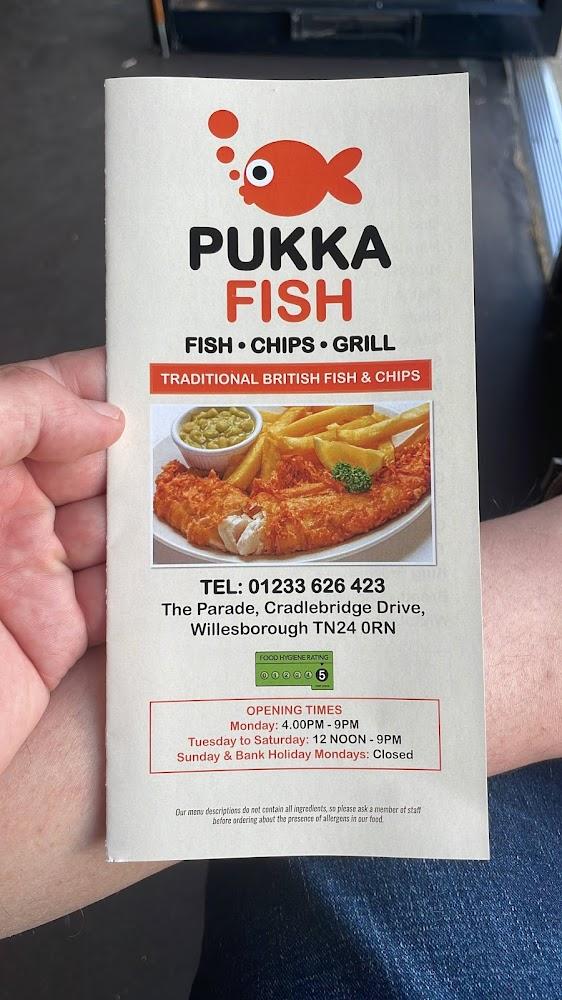 PUKKA
FISH
FISH • CHIPS • GRILL
TRADITIONAL BRITISH FISH & CHIPS
TEL: 01233 626 423
The Parade, Cradlebridge Drive,
Willesborough TN24 0RN
FOOD HYGIENE RATING
0 1 2 3 4 5
OPENING TIMES
Monday: 4.00PM - 9PM
Tuesday to Saturday: 12 NOON - 9PM
Sunday & Bank Holiday Mondays: Closed
Our menu descriptions do not contain all ingredients, so please ask a member of staff
before ordering about the presence of allergens in our food.